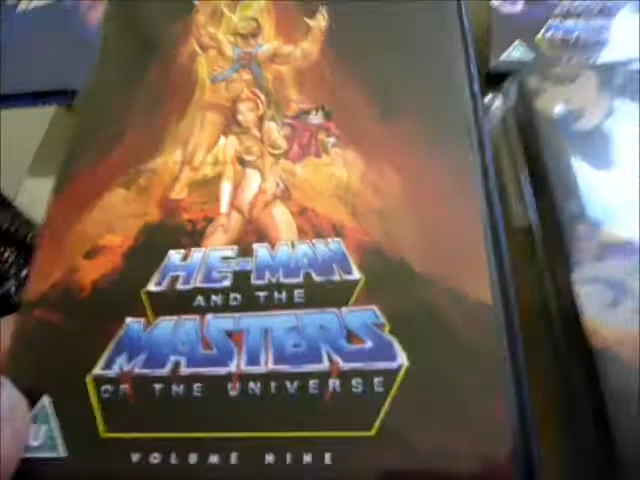 HE-MAN
AND THE
MASTERS
OF THE UNIVERSE
VOLUME NINE
U